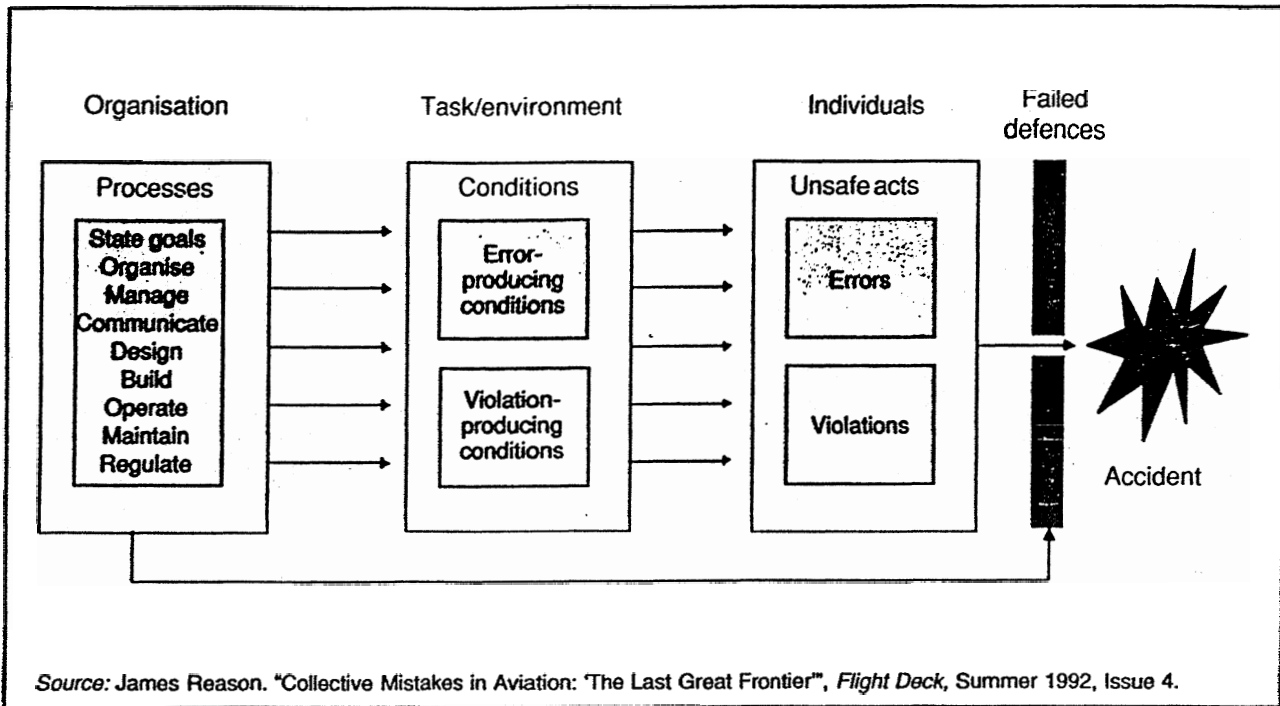 Organisation
Task/environment
Individuals
Failed
defences
Processes
State goals
Organise
Manage
Communicate
Design
Build
Operate
Maintain
Regulate
Conditions
Error-
producing
conditions
Violation-
producing
conditions
Unsafe acts
Errors
Violations
Accident
Source: James Reason. "Collective Mistakes in Aviation: 'The Last Great Frontier'", Flight Deck, Summer 1992, Issue 4.